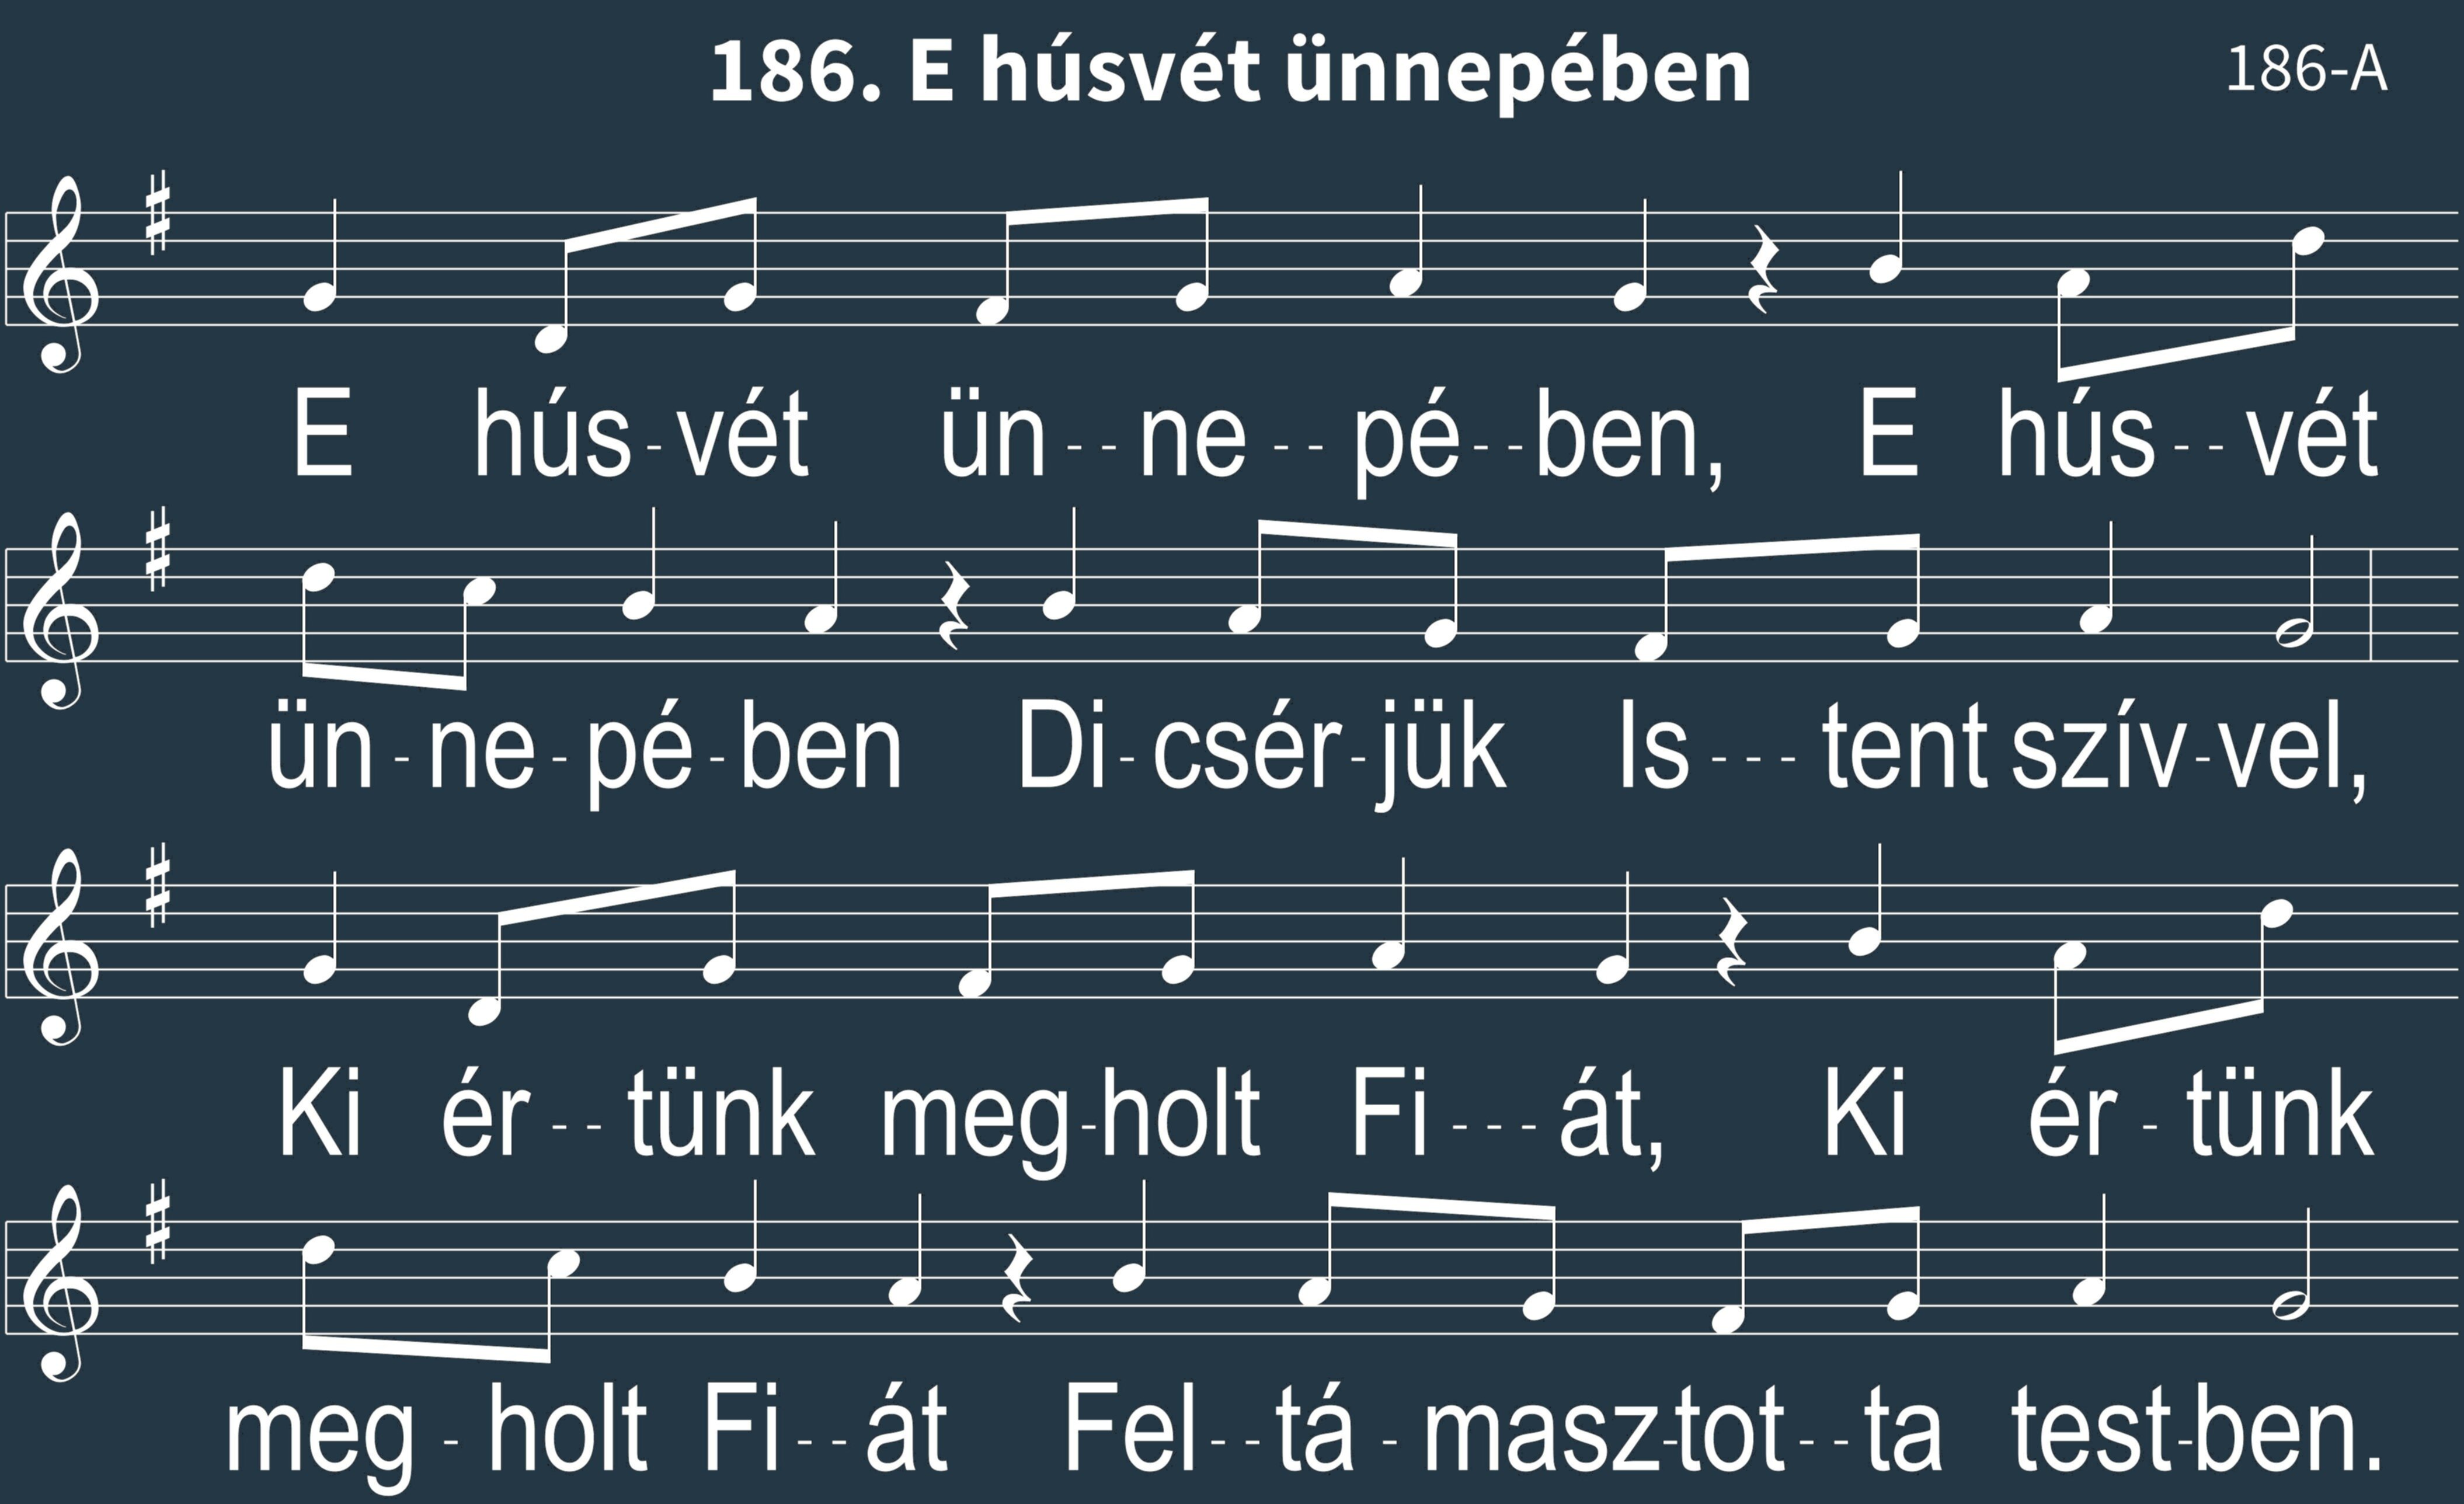 186. E húsvét ünnepében 186-A
E hús-vét ün--ne--pé--ben, E hús--vét
ün-ne-pé-ben Di-csér-jük Is---tent szív-vel,
Ki ér--tünk meg-holt Fi---át, Ki ér-tünk
meg-holt Fi--át Fel--tá-masz-tot--ta test-ben.